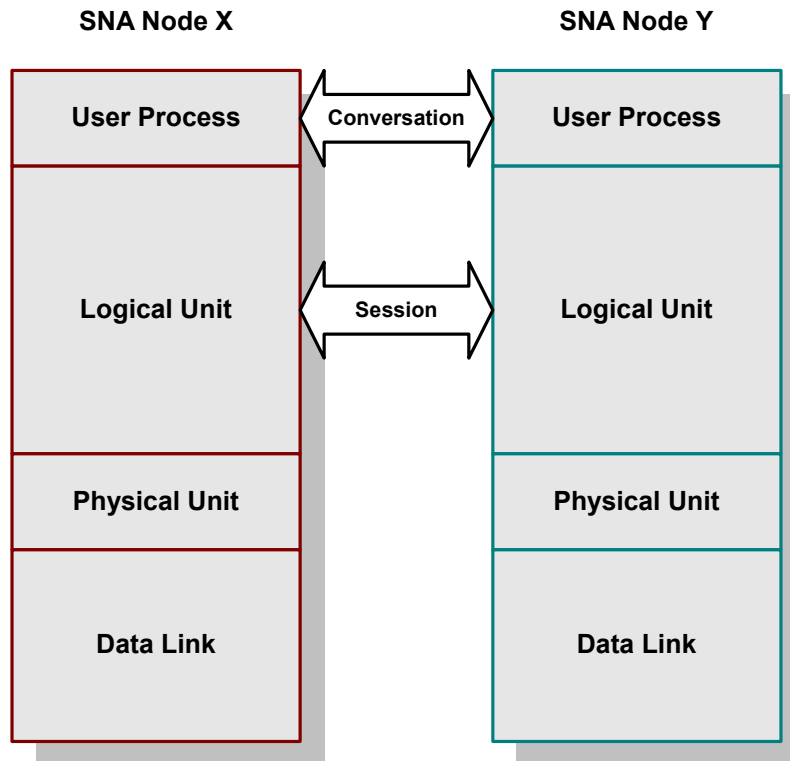 SNA Node X
SNA Node Y
User Process
Conversation
User Process
Logical Unit
Session
Logical Unit
Physical Unit
Physical Unit
Data Link
Data Link